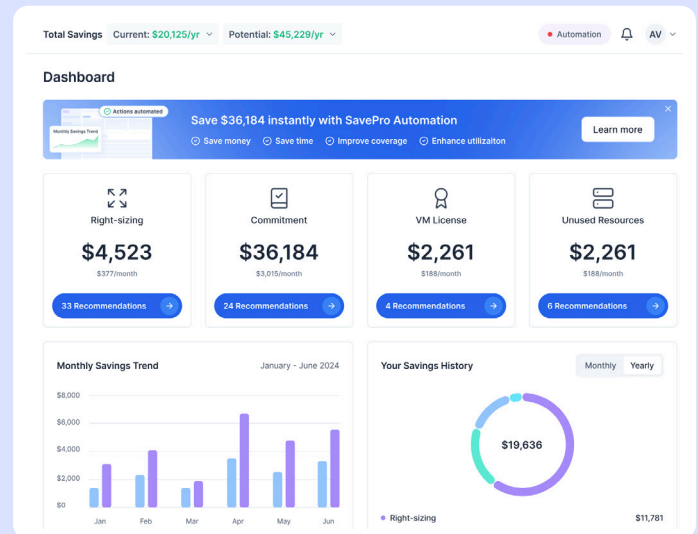 Total Savings Current: $20,125/yr Potential: $45,229/yr Automation AV
Dashboard
Actions automated
Monthly Savings Trend
Save $36,184 instantly with SavePro Automation
Save money Save time Improve coverage Enhance utilizaiton
Learn more
Right-sizing
$4,523
$377/month
33 Recommendations
Commitment
$36,184
$3,015/month
24 Recommendations
VM License
$2,261
$188/month
4 Recommendations
Unused Resources
$2,261
$188/month
6 Recommendations
Monthly Savings Trend January - June 2024
$8,000
$6,000
$4,000
$2,000
$0
Jan Feb Mar Apr May Jun
Your Savings History Monthly Yearly
$19,636
Right-sizing $11,781